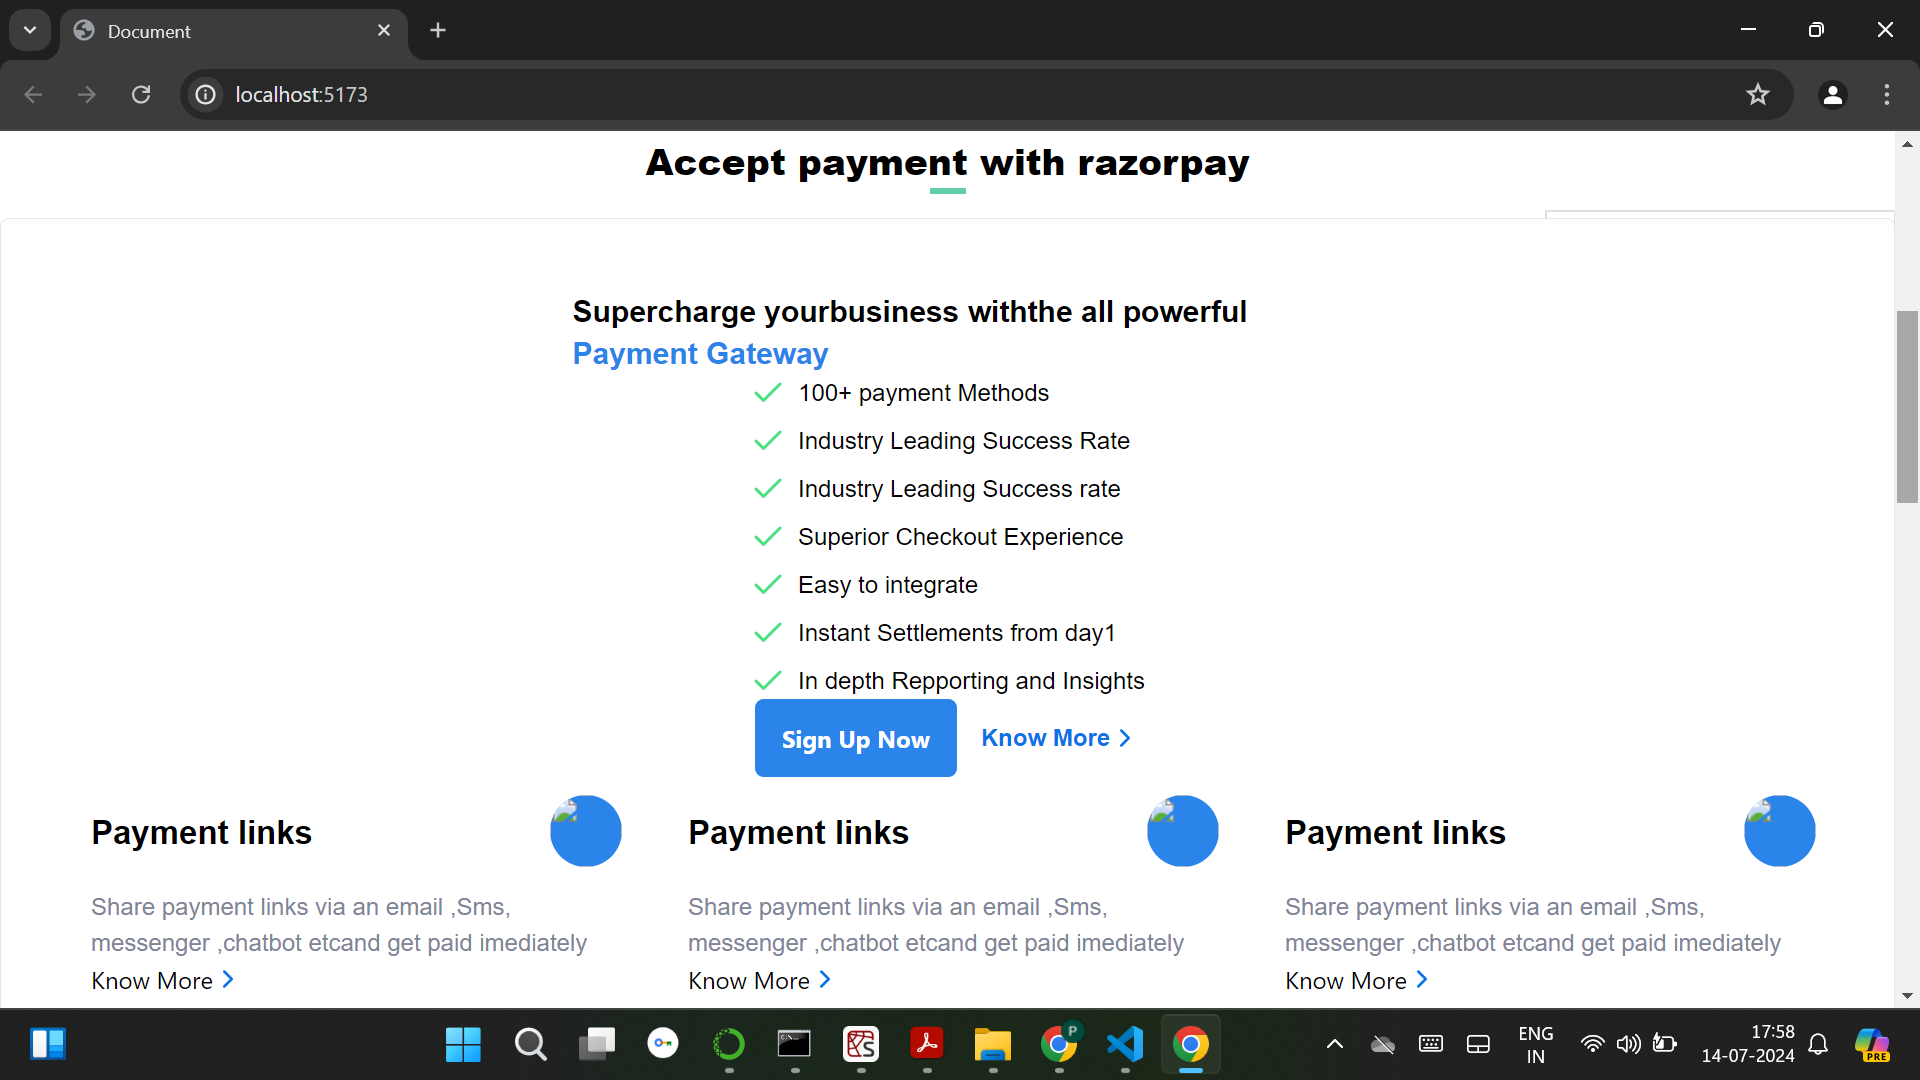 Document
localhost:5173
Accept payment with razorpay
Supercharge yourbusiness withthe all powerful
Payment Gateway
100+ payment Methods
Industry Leading Success Rate
Industry Leading Success rate
Superior Checkout Experience
Easy to integrate
Instant Settlements from day1
In depth Repporting and Insights
Sign Up Now
Know More
Payment links
Share payment links via an email ,Sms,
messenger ,chatbot etcand get paid imediately
Know More
Payment links
Share payment links via an email ,Sms,
messenger ,chatbot etcand get paid imediately
Know More
Payment links
Share payment links via an email ,Sms,
messenger ,chatbot etcand get paid imediately
Know More
P
ENG
IN
17:58
14-07-2024
PRE